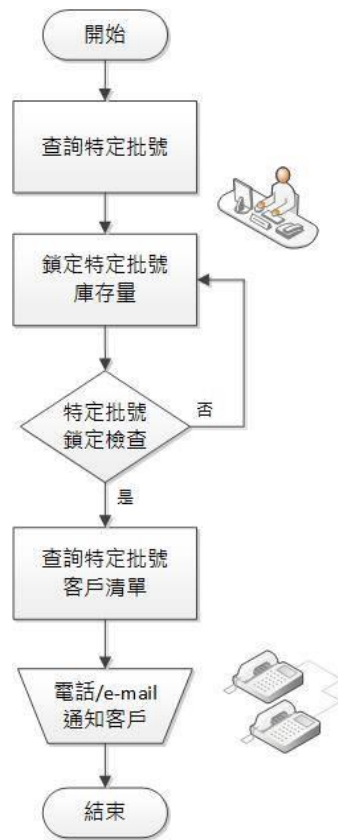 開始
查詢特定批號
鎖定特定批號
庫存量
特定批號
鎖定檢查
否
是
查詢特定批號
客戶清單
電話/e-mail
通知客戶
結束